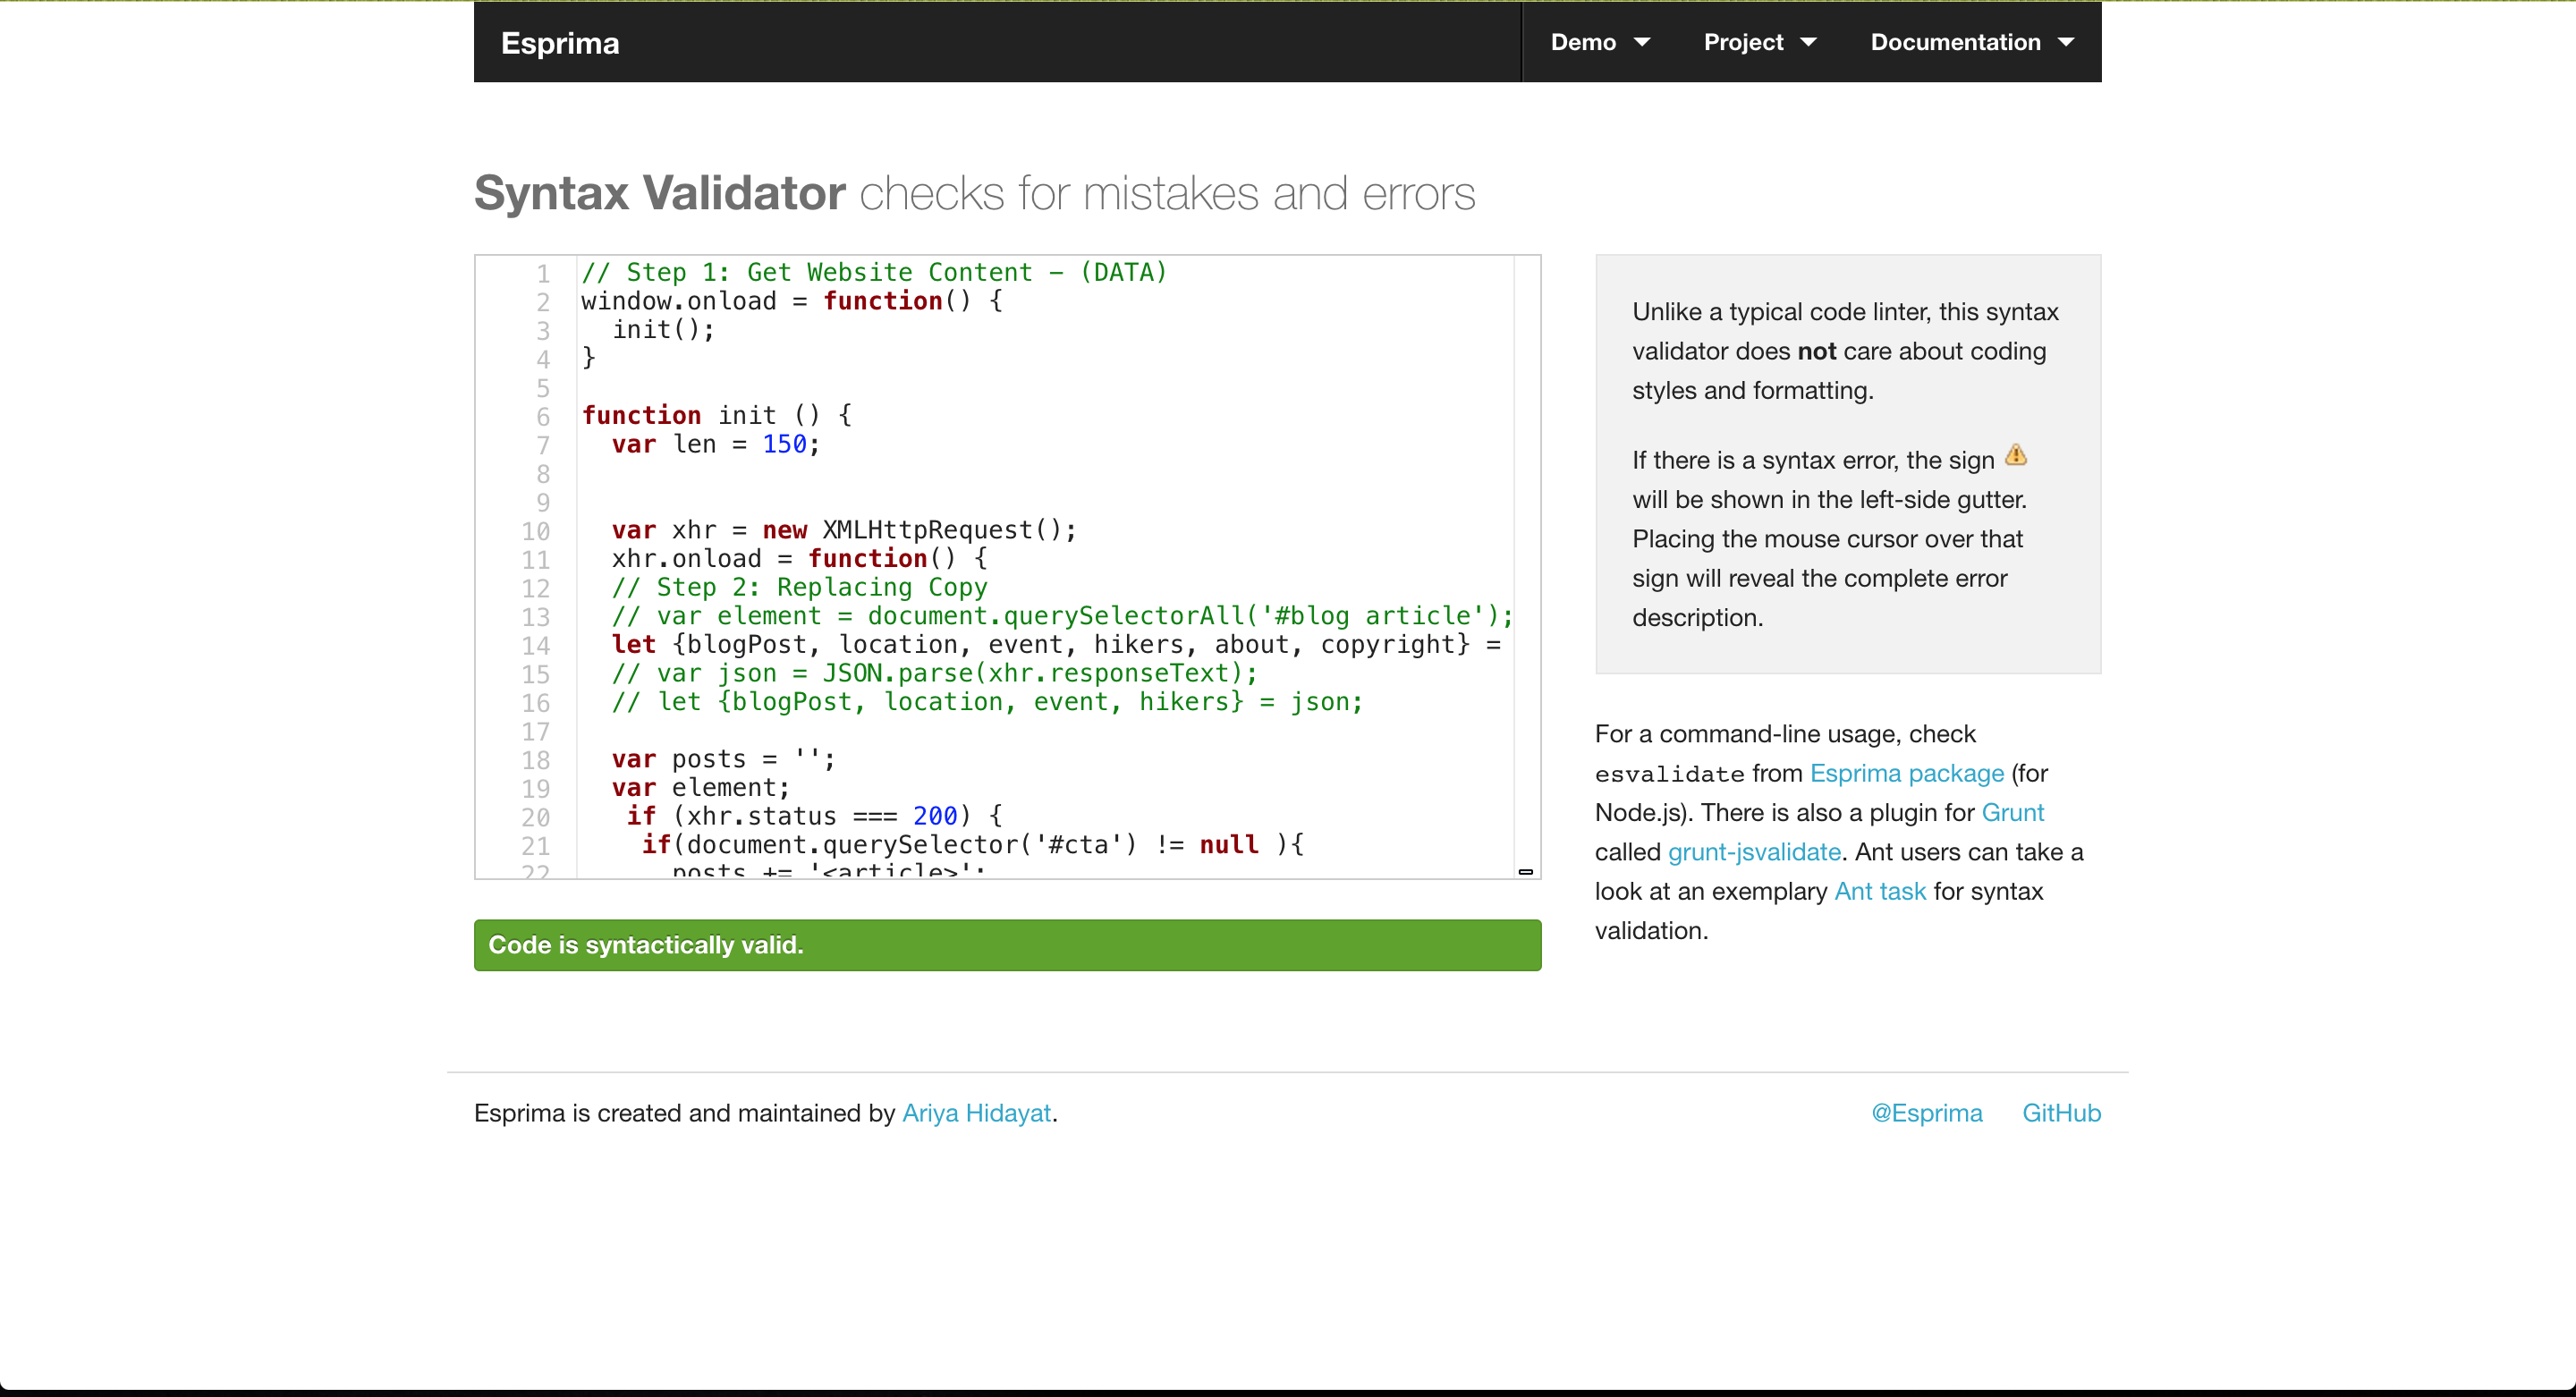 Esprima
Demo
Project
Documentation
Syntax Validator checks for mistakes and errors
1 // Step 1: Get Website Content - (DATA)
2 window.onload = function() {
3 init();
4 }
5
6 function init () {
7 var len = 150;
8
9
10 var xhr = new XMLHttpRequest();
11 xhr.onload = function() {
12 // Step 2: Replacing Copy
13 // var element = document.querySelectorAll('#blog article');
14 let {blogPost, location, event, hikers, about, copyright} =
15 // var json = JSON.parse(xhr.responseText);
16 // let {blogPost, location, event, hikers} = json;
17
18 var posts = '';
19 var element;
20 if (xhr.status === 200) {
21 if(document.querySelector('#cta') != null ){
22 posts += '<article>';
Code is syntactically valid.
Unlike a typical code linter, this syntax
validator does not care about coding
styles and formatting.
If there is a syntax error, the sign
will be shown in the left-side gutter.
Placing the mouse cursor over that
sign will reveal the complete error
description.
For a command-line usage, check
esvalidate from Esprima package (for
Node.js). There is also a plugin for Grunt
called grunt-jsvalidate. Ant users can take a
look at an exemplary Ant task for syntax
validation.
Esprima is created and maintained by Ariya Hidayat.
@Esprima
GitHub